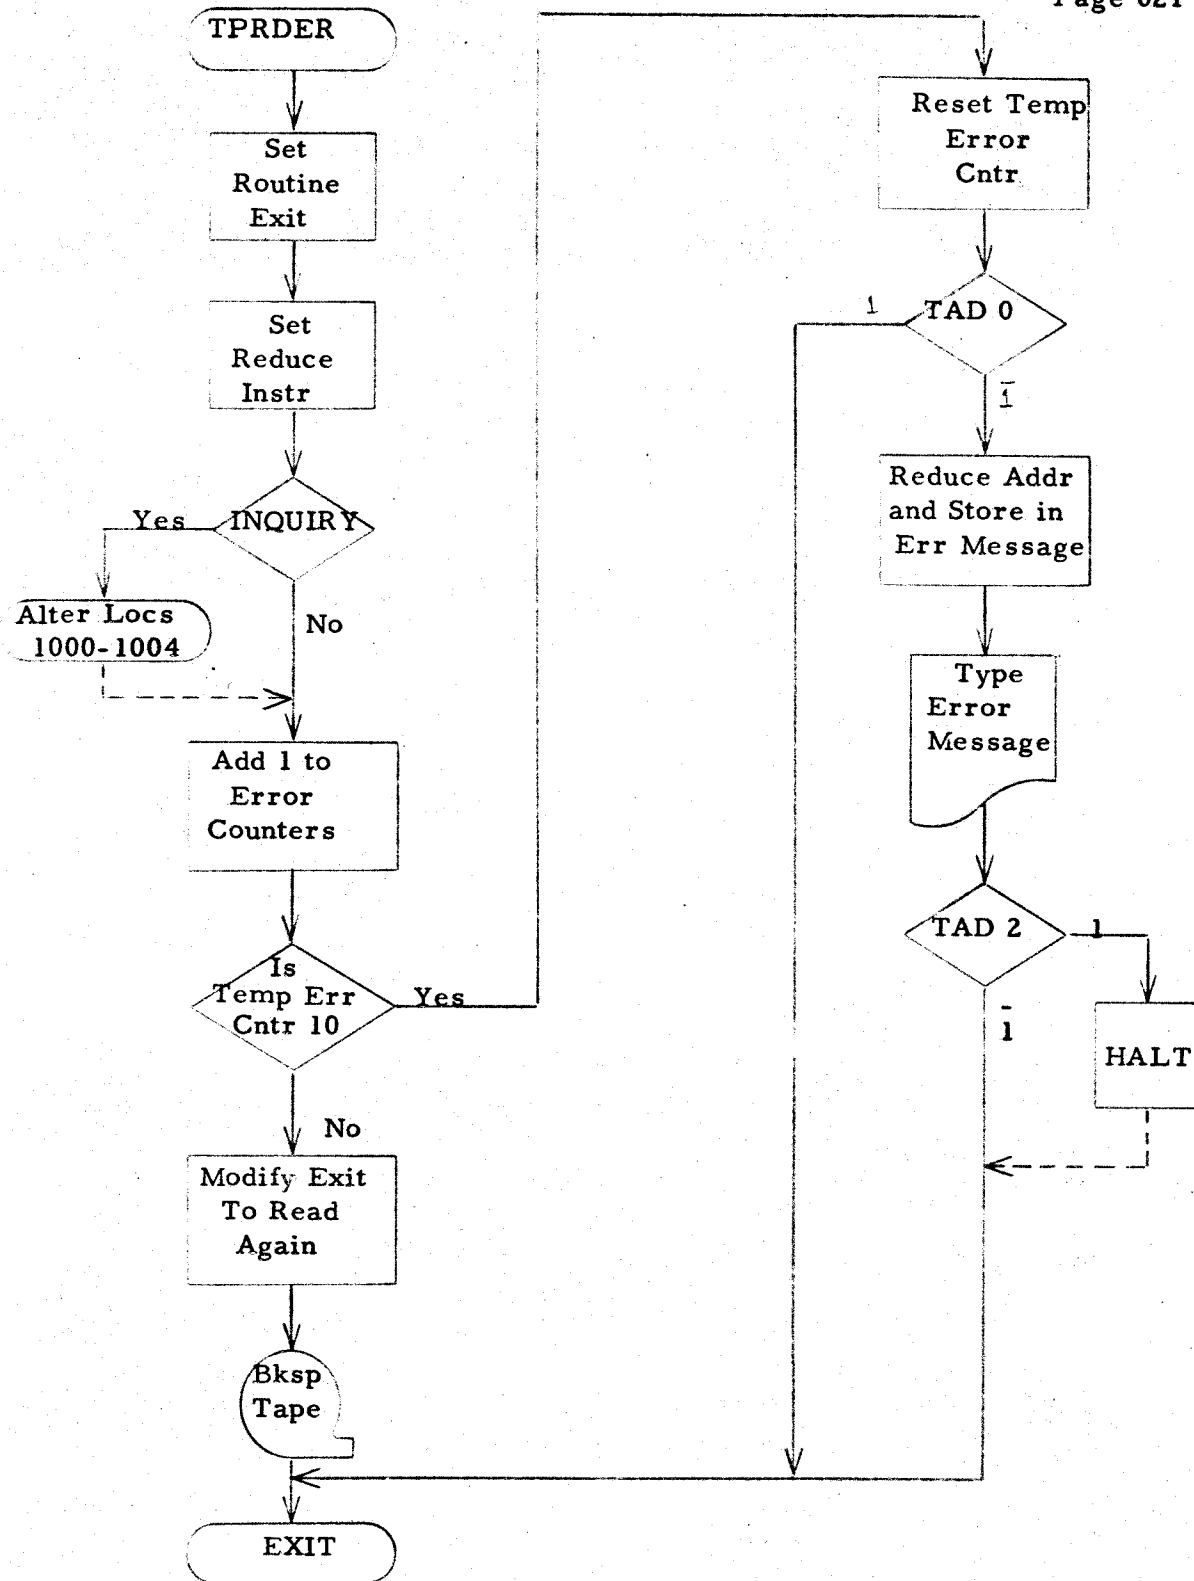 TPRDER
Set
Routine
Exit
Set
Reduce
Instr
INQUIRY
Yes
No
Alter Locs
1000-1004
Add 1 to
Error
Counters
Is
Temp Err
Cntr 10
Yes
No
Modify Exit
To Read
Again
Bksp
Tape
EXIT
Page
Reset Temp
Error
Cntr
TAD 0
1
1̅
Reduce Addr
and Store in
Err Message
Type
Error
Message
TAD 2
1
1̅
HALT